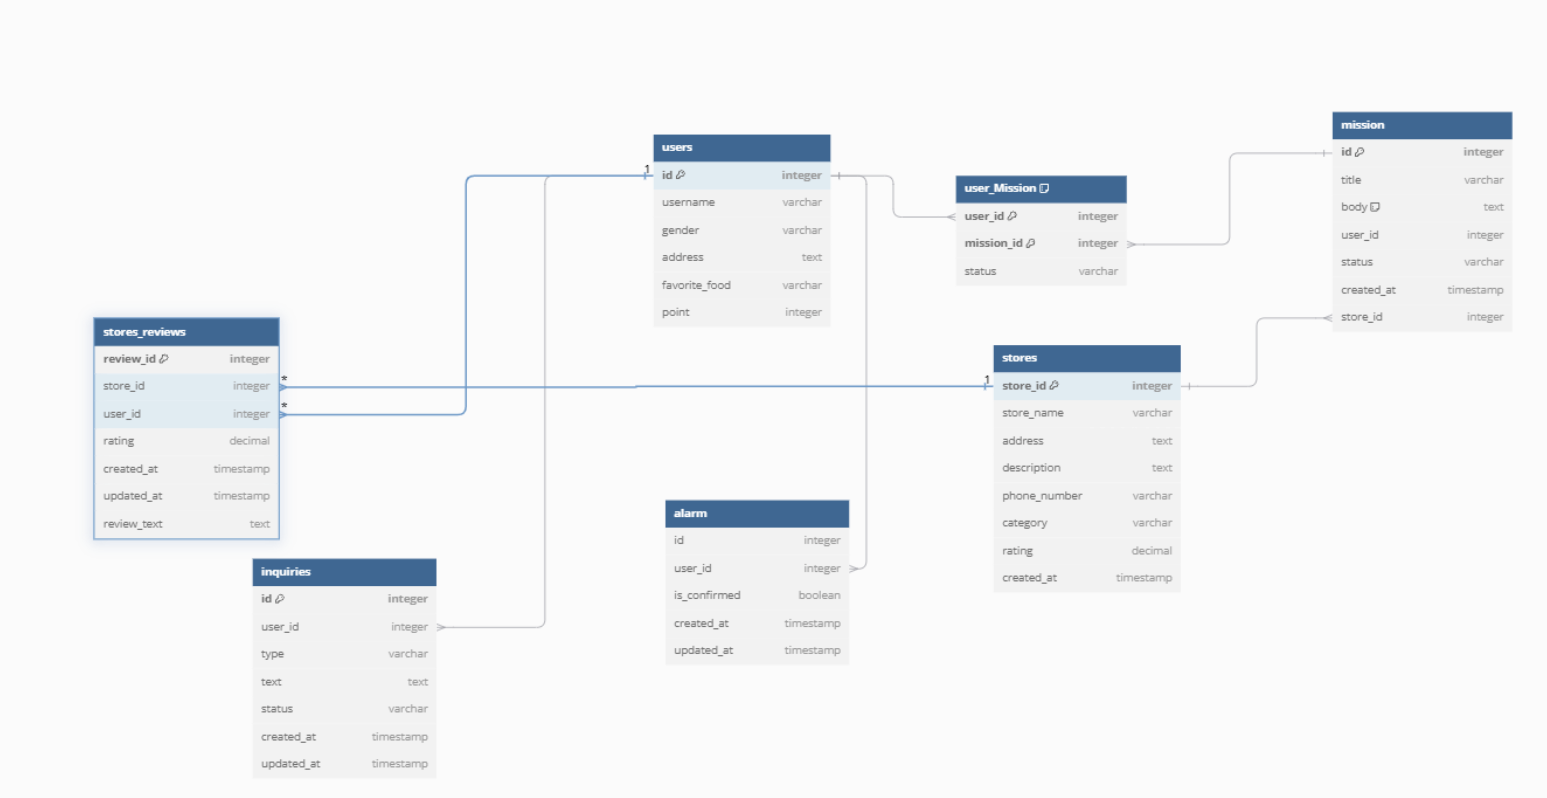 users
1
id integer
username varchar
gender varchar
address text
favorite_food varchar
point integer
user_Mission
user_id integer
mission_id integer
status varchar
mission
id integer
title varchar
body text
user_id integer
status varchar
created_at timestamp
store_id integer
stores_reviews
review_id integer
store_id integer
*
user_id integer
*
rating decimal
created_at timestamp
updated_at timestamp
review_text text
stores
1
store_id integer
store_name varchar
address text
description text
phone_number varchar
category varchar
rating decimal
created_at timestamp
alarm
id integer
user_id integer
is_confirmed boolean
created_at timestamp
updated_at timestamp
inquiries
id integer
user_id integer
type varchar
text text
status varchar
created_at timestamp
updated_at timestamp